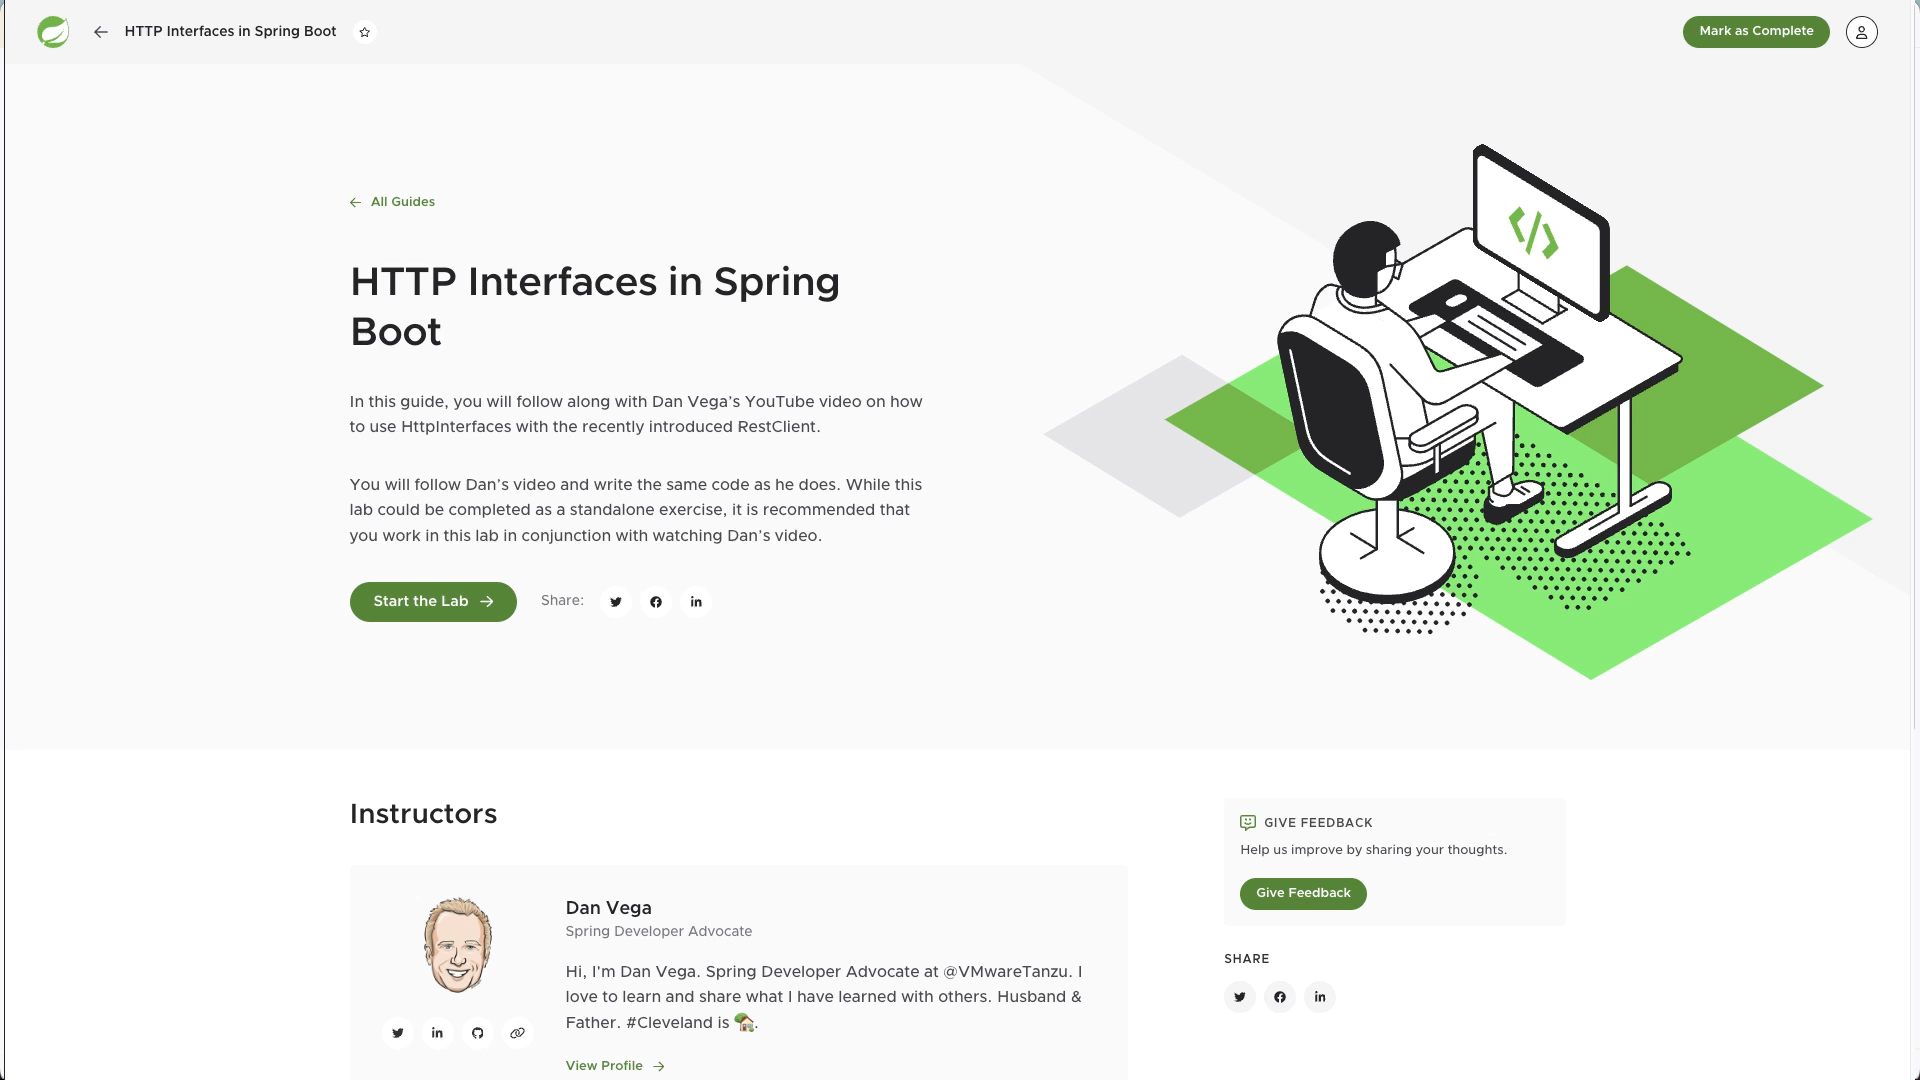 HTTP Interfaces in Spring Boot
Mark as Complete
All Guides
HTTP Interfaces in Spring
Boot
In this guide, you will follow along with Dan Vega’s YouTube video on how
to use HttpInterfaces with the recently introduced RestClient.
You will follow Dan’s video and write the same code as he does. While this
lab could be completed as a standalone exercise, it is recommended that
you work in this lab in conjunction with watching Dan’s video.
Start the Lab
Share:
</>
Instructors
Dan Vega
Spring Developer Advocate
Hi, I'm Dan Vega. Spring Developer Advocate at @VMwareTanzu. I
love to learn and share what I have learned with others. Husband &
Father. #Cleveland is 🏡.
View Profile
GIVE FEEDBACK
Help us improve by sharing your thoughts.
Give Feedback
SHARE